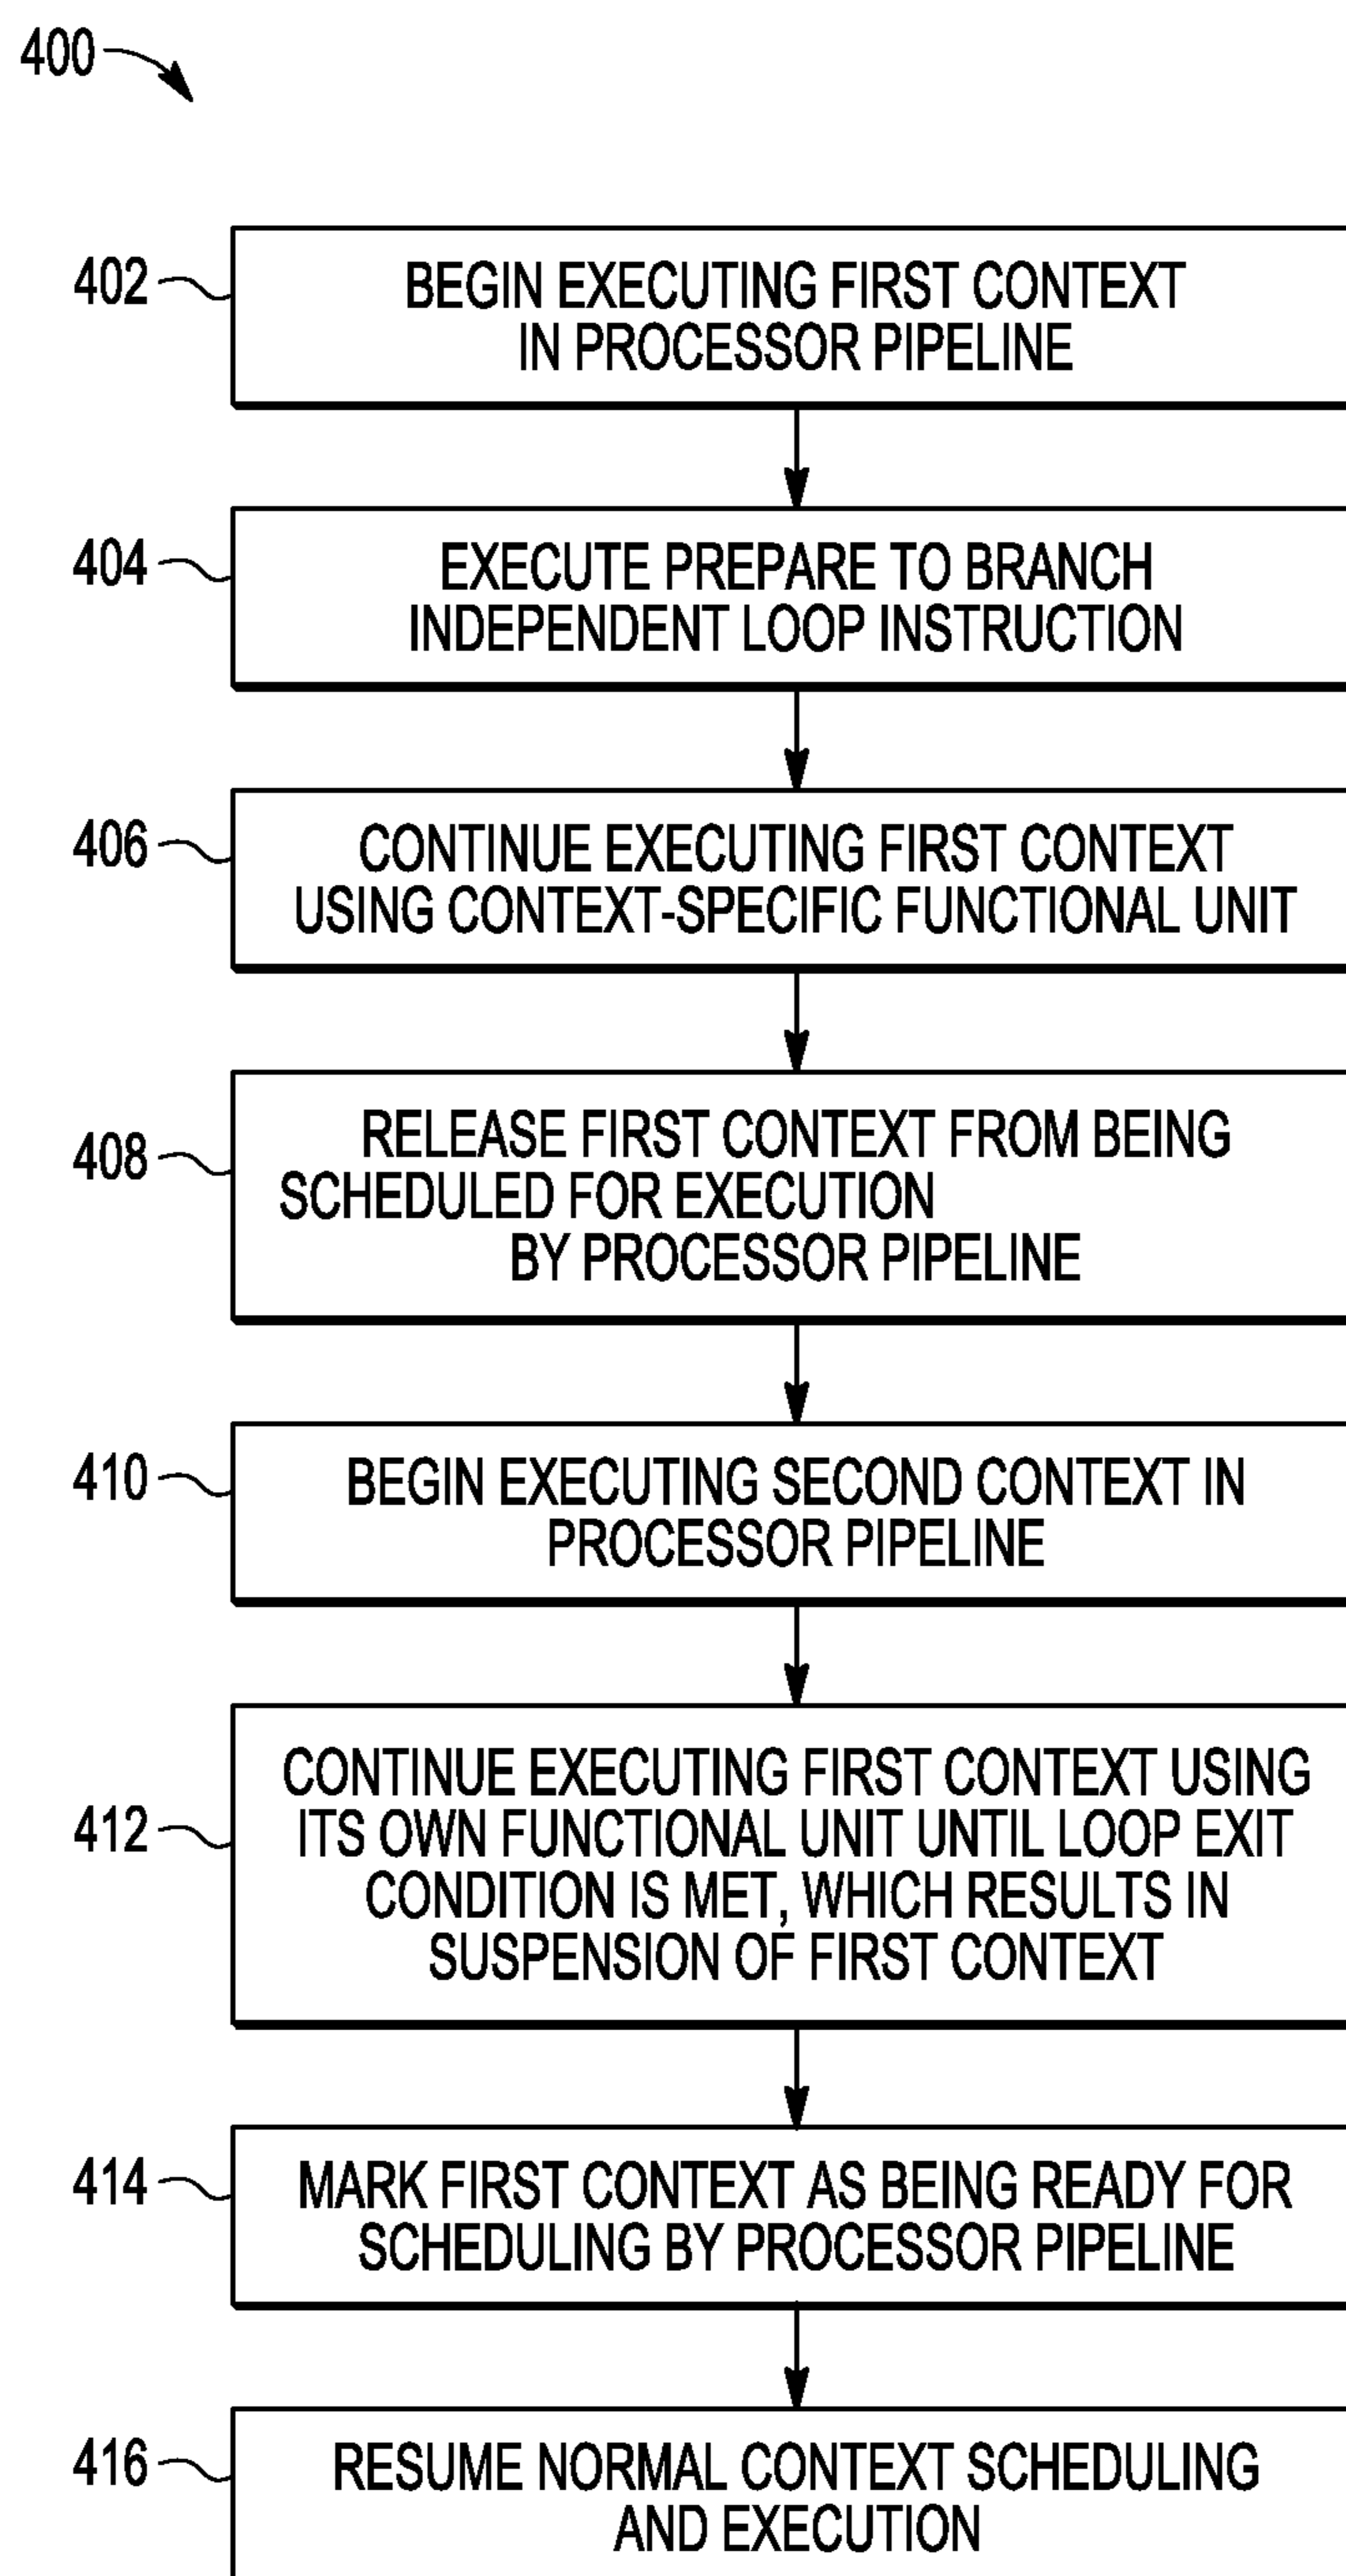 400
402
BEGIN EXECUTING FIRST CONTEXT
IN PROCESSOR PIPELINE
404
EXECUTE PREPARE TO BRANCH
INDEPENDENT LOOP INSTRUCTION
406
CONTINUE EXECUTING FIRST CONTEXT
USING CONTEXT-SPECIFIC FUNCTIONAL UNIT
408
RELEASE FIRST CONTEXT FROM BEING
SCHEDULED FOR EXECUTION
BY PROCESSOR PIPELINE
410
BEGIN EXECUTING SECOND CONTEXT IN
PROCESSOR PIPELINE
412
CONTINUE EXECUTING FIRST CONTEXT USING
ITS OWN FUNCTIONAL UNIT UNTIL LOOP EXIT
CONDITION IS MET, WHICH RESULTS IN
SUSPENSION OF FIRST CONTEXT
414
MARK FIRST CONTEXT AS BEING READY FOR
SCHEDULING BY PROCESSOR PIPELINE
416
RESUME NORMAL CONTEXT SCHEDULING
AND EXECUTION